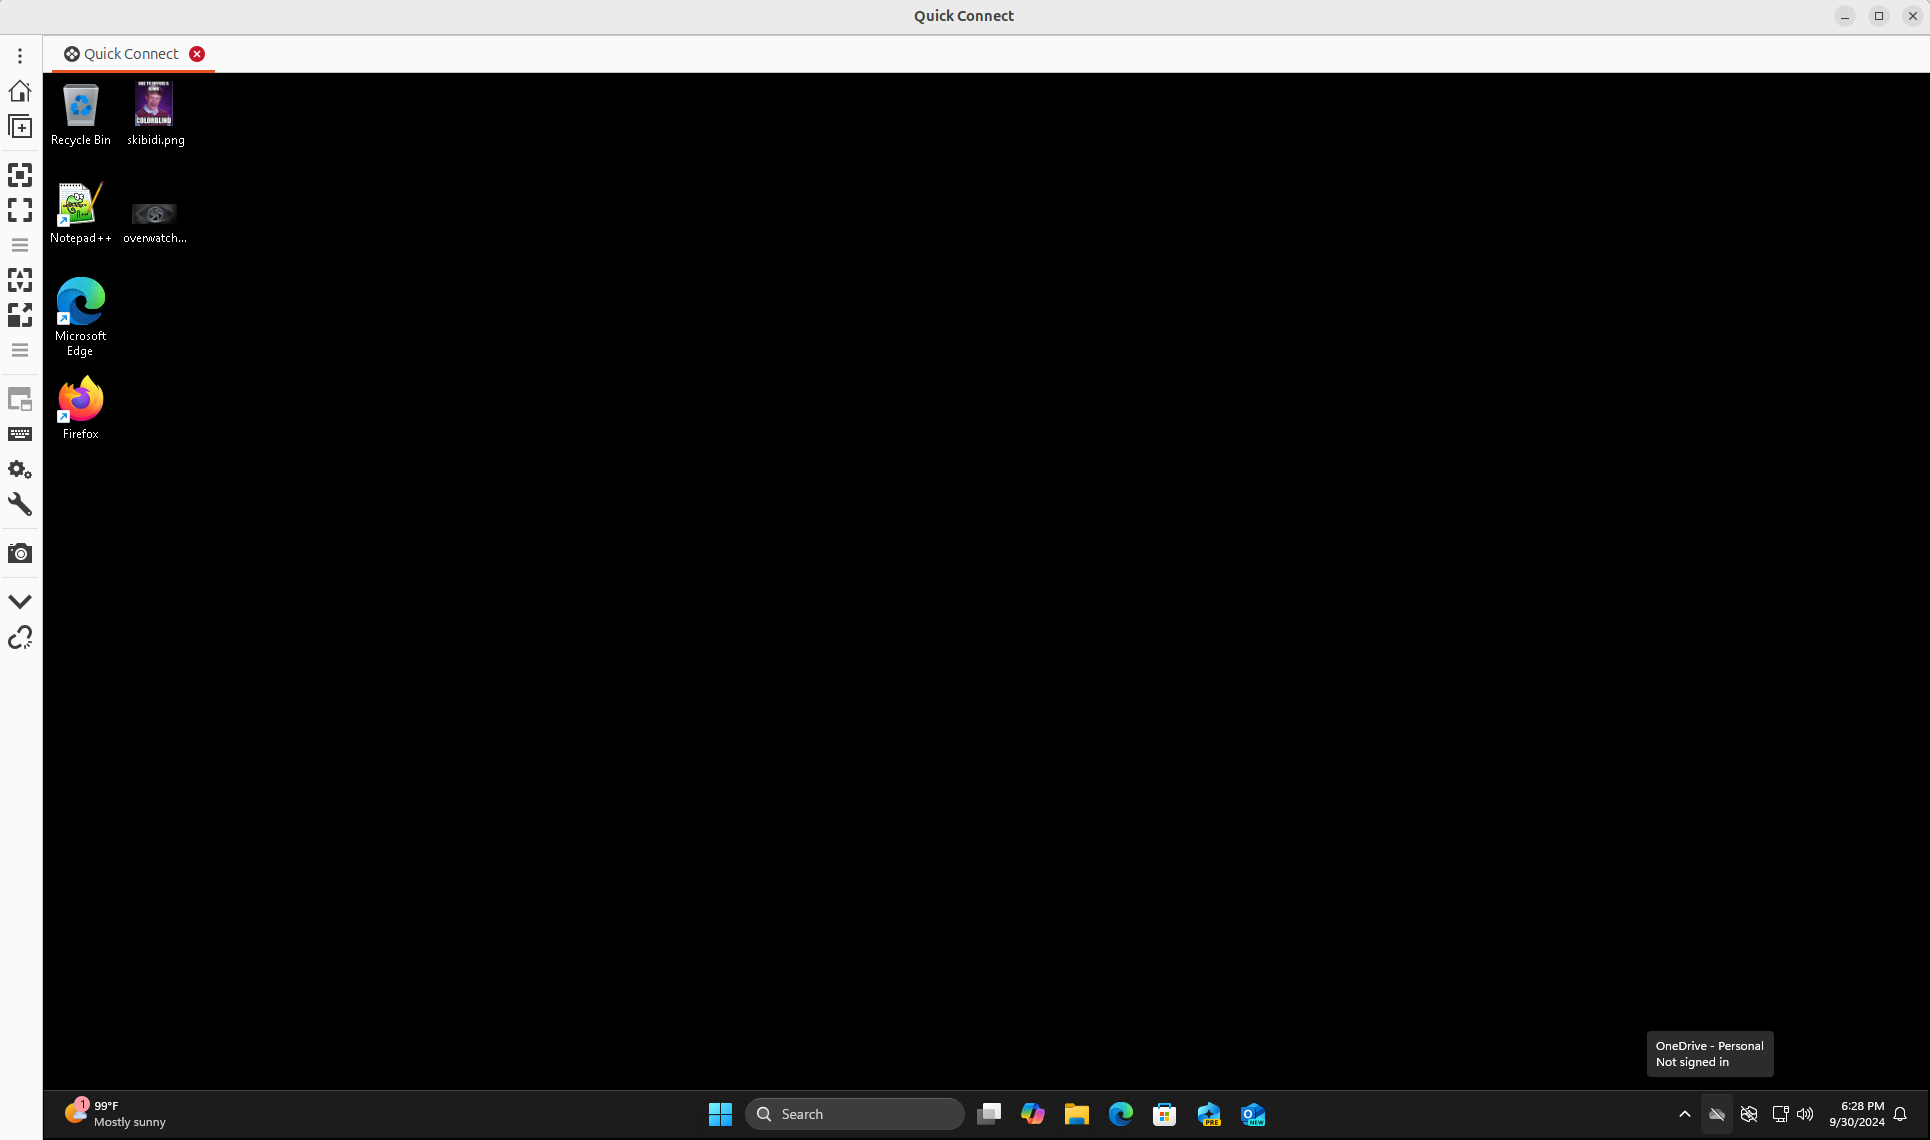 Quick Connect
Quick Connect
Recycle Bin
skibidi.png
COLORBLIND
Notepad++
overwatch...
Microsoft
Edge
Firefox
OneDrive - Personal
Not signed in
1
99°F
Mostly sunny
Search
PRE
NEW
6:28 PM
9/30/2024